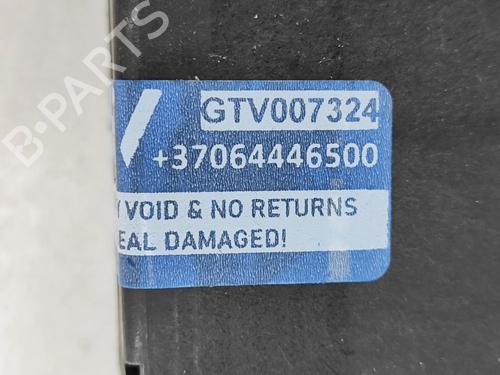 B-PARTS
GTV007324
+37064446500
VOID & NO RETURNS
EAL DAMAGED!